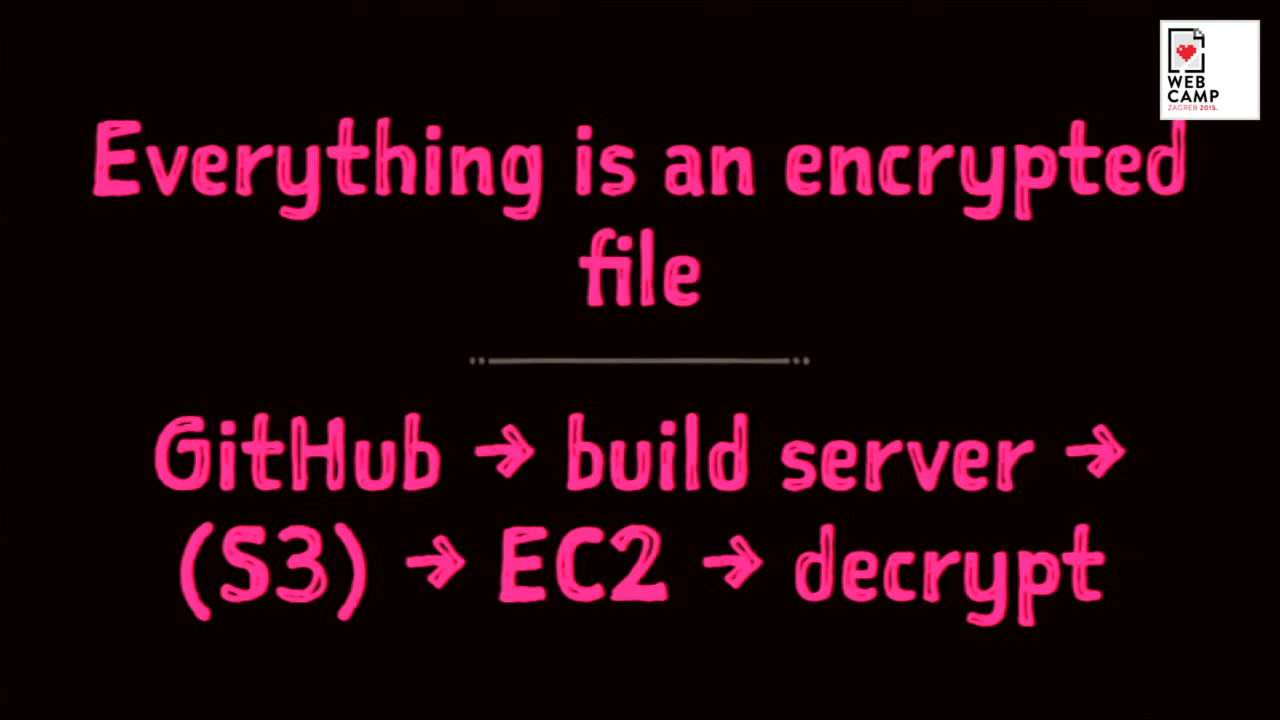 WEB
CAMP
ZAGREB 2015.
Everything is an encrypted
file
GitHub → build server →
(S3) → EC2 → decrypt